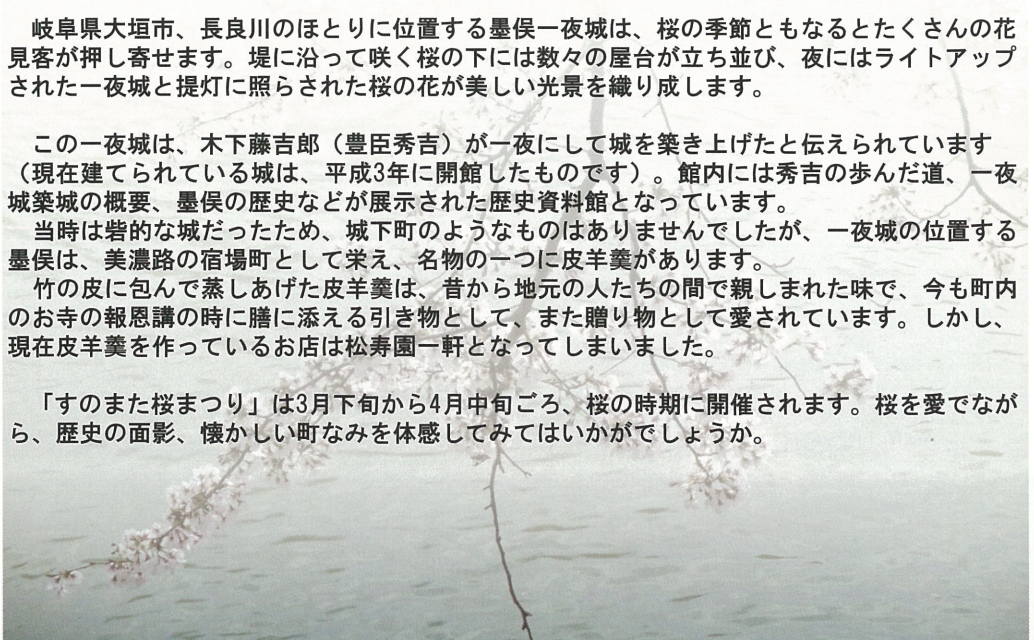 岐阜県大垣市、長良川のほとりに位置する墨俣一夜城は、桜の季節ともなるとたくさんの花
見客が押し寄せます。堤に沿って咲く桜の下には数々の屋台が立ち並び、夜にはライトアップ
された一夜城と提灯に照らされた桜の花が美しい光景を織り成します。
　この一夜城は、木下藤吉郎（豊臣秀吉）が一夜にして城を築き上げたと伝えられています
（現在建てられている城は、平成3年に開館したものです）。館内には秀吉の歩んだ道、一夜
城築城の概要、墨俣の歴史などが展示された歴史資料館となっています。
　当時は砦的な城だったため、城下町のようなものはありませんでしたが、一夜城の位置する
墨俣は、美濃路の宿場町として栄え、名物の一つに皮羊羹があります。
　竹の皮に包んで蒸しあげた皮羊羹は、昔から地元の人たちの間で親しまれた味で、今も町内
のお寺の報恩講の時に膳に添える引き物として、また贈り物として愛されています。しかし、
現在皮羊羹を作っているお店は松寿園一軒となってしまいました。
　「すのまた桜まつり」は3月下旬から4月中旬ごろ、桜の時期に開催されます。桜を愛でなが
ら、歴史の面影、懐かしい町なみを体感してみてはいかがでしょうか。